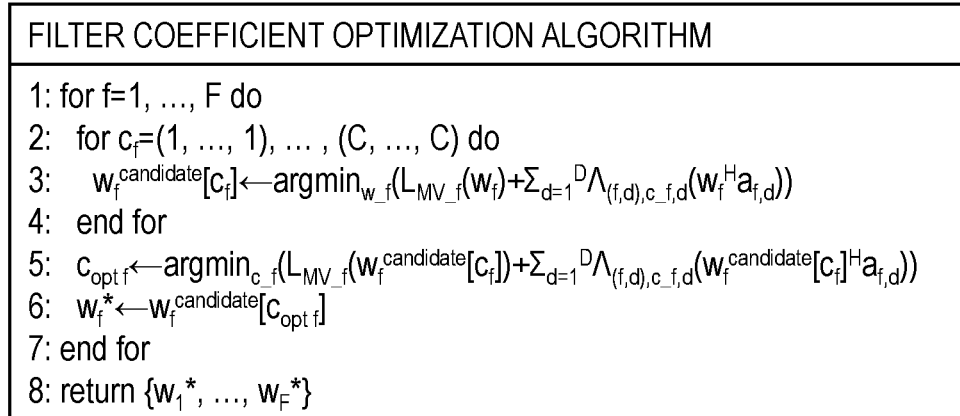 FILTER COEFFICIENT OPTIMIZATION ALGORITHM
1: for f=1, ..., F do
2: for c_f=(1, ..., 1), ... , (C, ..., C) do
3: w_f^candidate[c_f]←argmin_w_f(L_MV_f(w_f)+Σ_d=1^D Λ_(f,d),c_f,d(w_f^H a_f,d))
4: end for
5: c_opt f←argmin_c_f(L_MV_f(w_f^candidate[c_f])+Σ_d=1^D Λ_(f,d),c_f,d(w_f^candidate[c_f]^H a_f,d))
6: w_f*←w_f^candidate[c_opt f]
7: end for
8: return {w_1*, ..., w_F*}